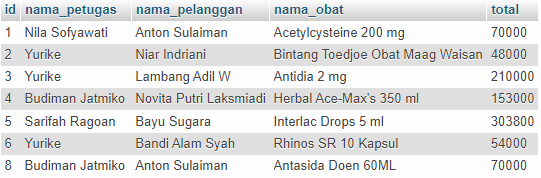 id nama_petugas nama_pelanggan nama_obat total
1 Nila Sofyawati Anton Sulaiman Acetylcysteine 200 mg 70000
2 Yurike Niar Indriani Bintang Toedjoe Obat Maag Waisan 48000
3 Yurike Lambang Adil W Antidia 2 mg 210000
4 Budiman Jatmiko Novita Putri Laksmiadi Herbal Ace-Max's 350 ml 153000
5 Sarifah Ragoan Bayu Sugara Interlac Drops 5 ml 303800
6 Yurike Bandi Alam Syah Rhinos SR 10 Kapsul 54000
8 Budiman Jatmiko Anton Sulaiman Antasida Doen 60ML 70000